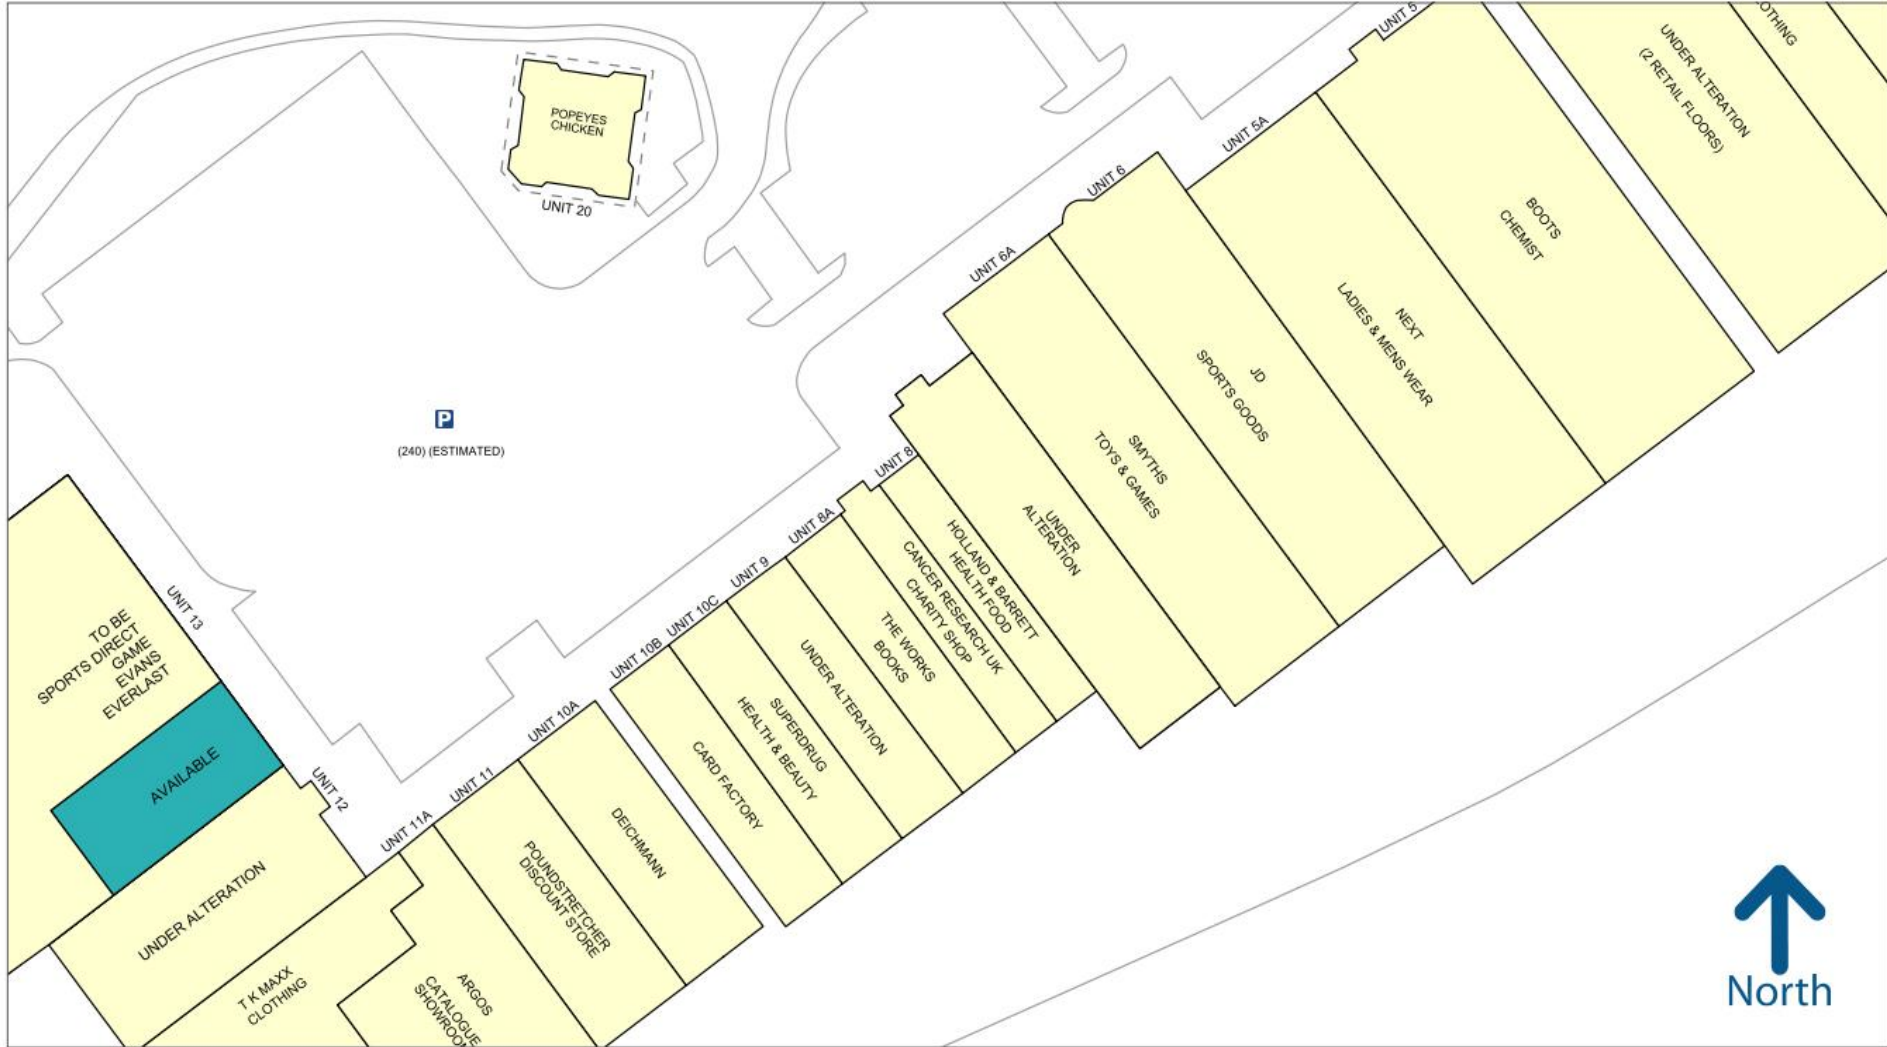 POPEYES
CHICKEN
UNIT 20
UNIT 5
CLOTHING
UNDER ALTERATION
(2 RETAIL FLOORS)
UNIT 5A
BOOTS
CHEMIST
UNIT 6
NEXT
LADIES & MENS WEAR
UNIT 6A
JD
SPORTS GOODS
SMYTHS
TOYS & GAMES
P
(240) (ESTIMATED)
UNIT 8
UNDER
ALTERATION
HOLLAND & BARRETT
HEALTH FOOD
UNIT 8A
CANCER RESEARCH UK
CHARITY SHOP
UNIT 9
THE WORKS
BOOKS
UNIT 10C
UNDER ALTERATION
UNIT 10B
SUPERDRUG
HEALTH & BEAUTY
CARD FACTORY
UNIT 13
TO BE
SPORTS DIRECT
GAME
EVANS
EVERLAST
AVAILABLE
UNIT 12
UNDER ALTERATION
UNIT 10A
DEICHMANN
UNIT 11
POUNDSTRETCHER
DISCOUNT STORE
UNIT 11A
ARGOS
CATALOGUE
SHOWROOM
T K MAXX
CLOTHING
North